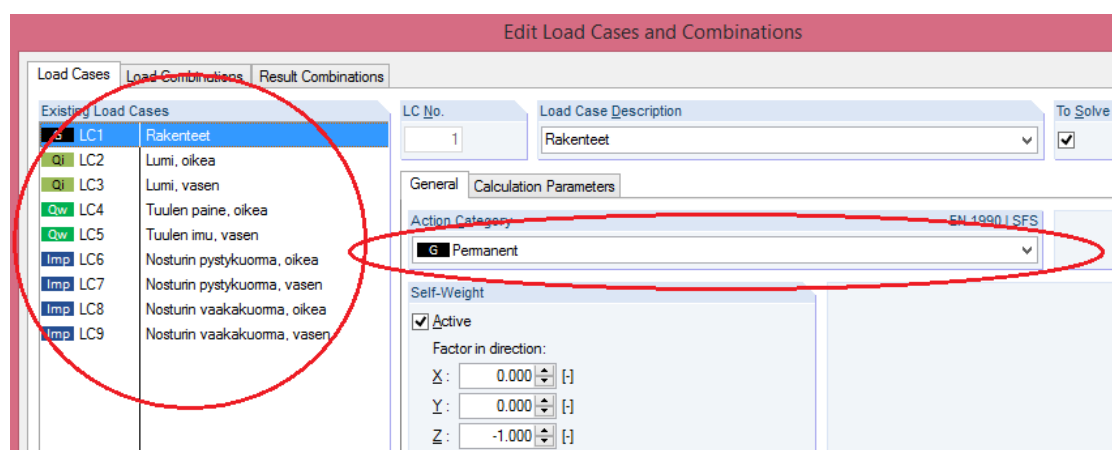 Edit Load Cases and Combinations
Load Cases Load Combinations Result Combinations
Existing Load Cases LC No. Load Case Description To Solve
G LC1 Rakenteet 1 Rakenteet
Qi LC2 Lumi, oikea
Qi LC3 Lumi, vasen General Calculation Parameters
Qw LC4 Tuulen paine, oikea Action Category EN 1990 | SFS
Qw LC5 Tuulen imu, vasen G Permanent
Imp LC6 Nosturin pystykuorma, oikea
Imp LC7 Nosturin pystykuorma, vasen Self-Weight
Imp LC8 Nosturin vaakakuorma, oikea Active
Imp LC9 Nosturin vaakakuorma, vasen Factor in direction:
X : 0.000 [-]
Y : 0.000 [-]
Z : -1.000 [-]